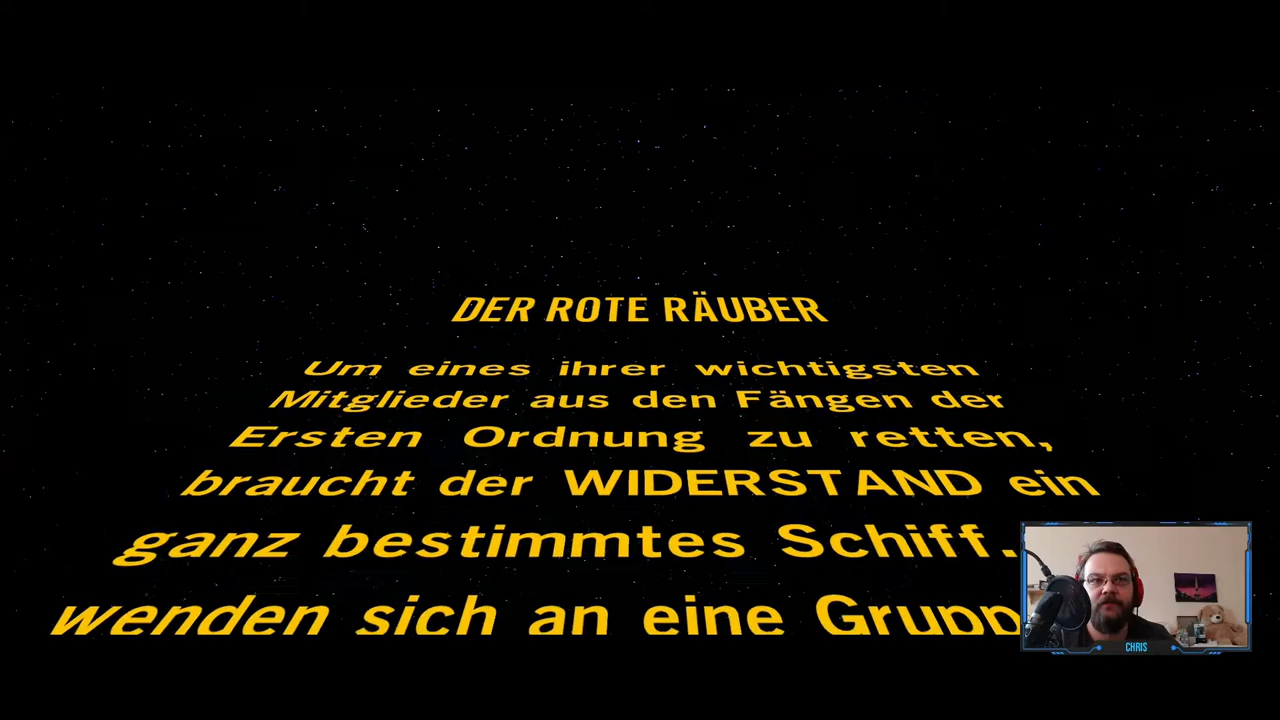 DER ROTE RÄUBER
Um eines ihrer wichtigsten
Mitglieder aus den Fängen der
Ersten Ordnung zu retten,
braucht der WIDERSTAND ein
ganz bestimmtes Schiff.
wenden sich an eine
CHRIS